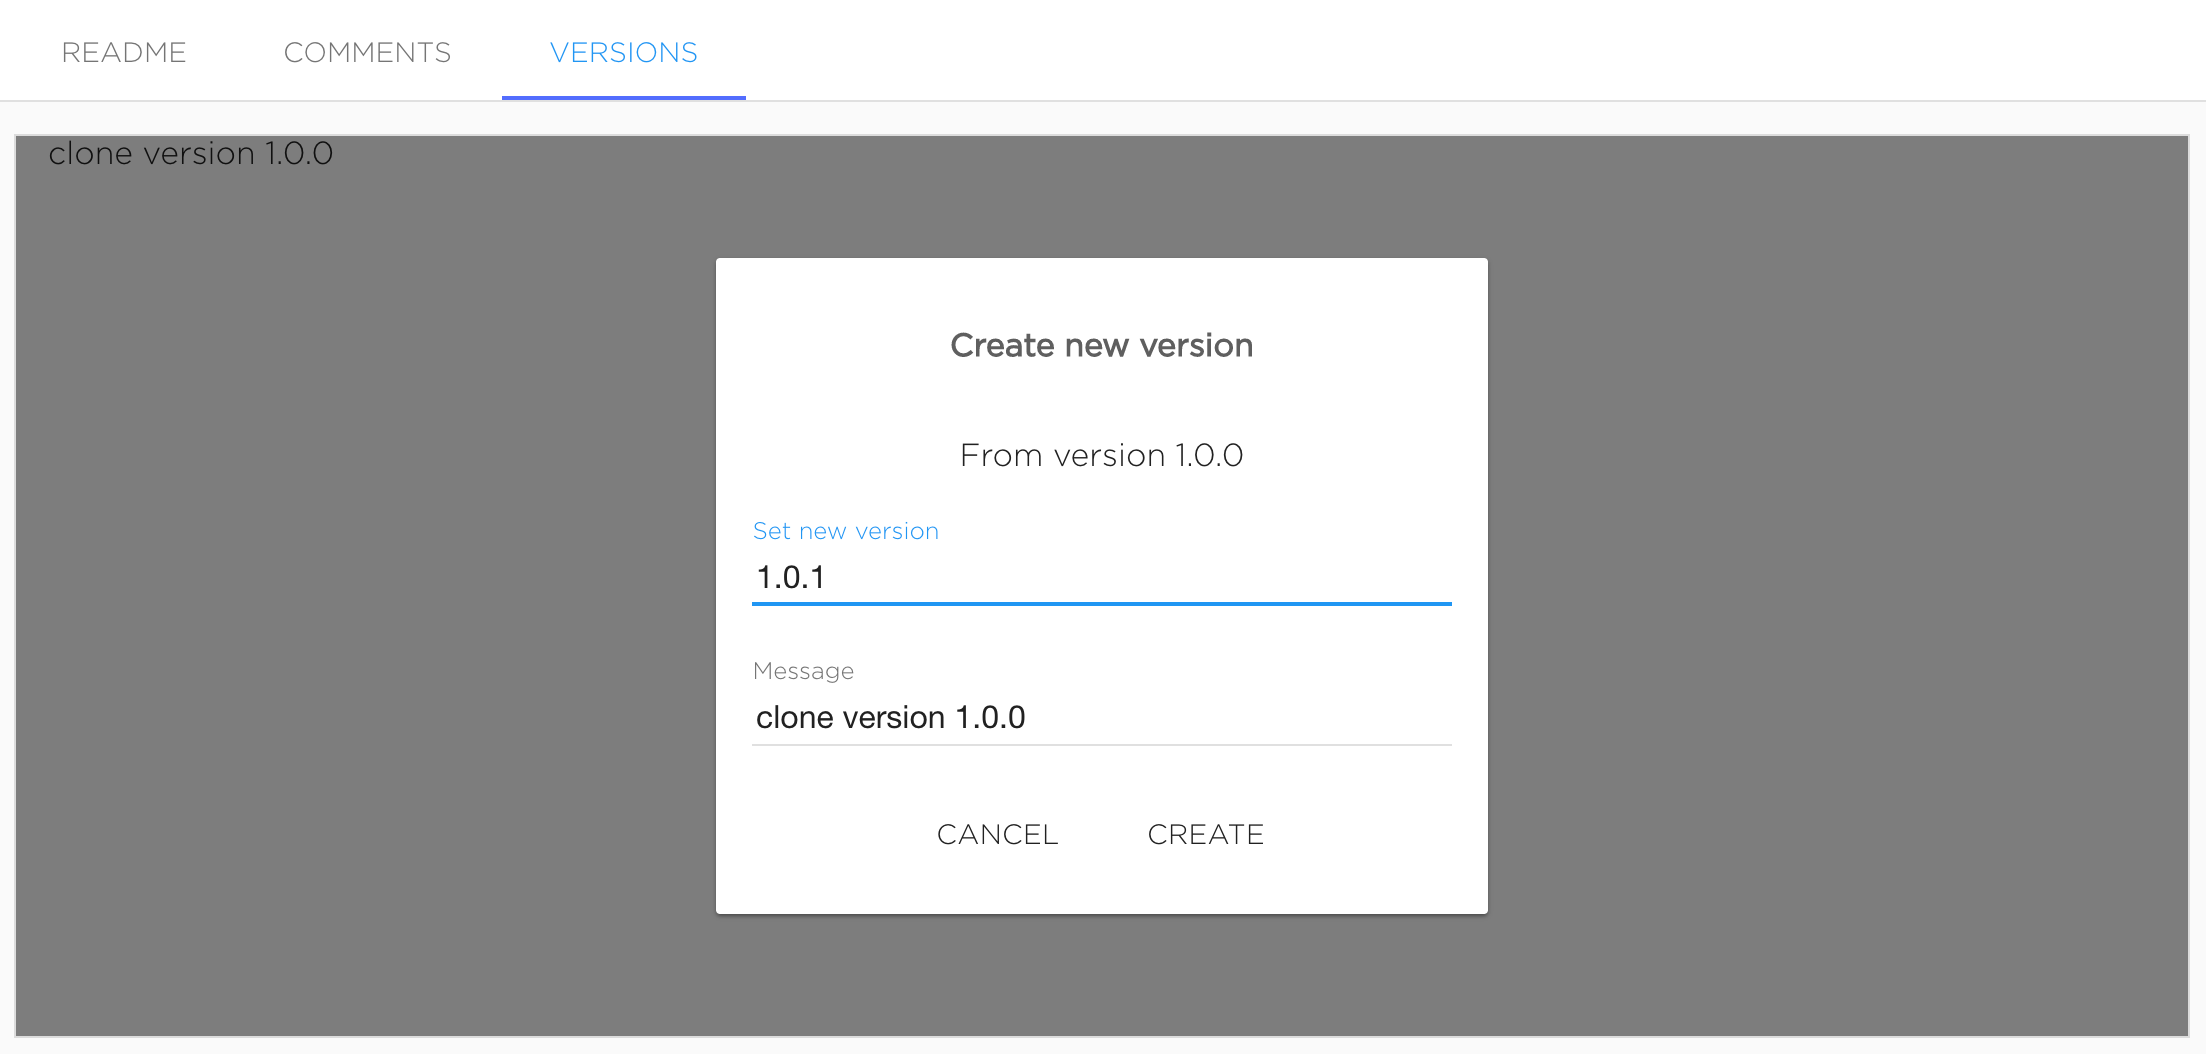 README COMMENTS VERSIONS
clone version 1.0.0
Create new version
From version 1.0.0
Set new version
1.0.1
Message
clone version 1.0.0
CANCEL CREATE